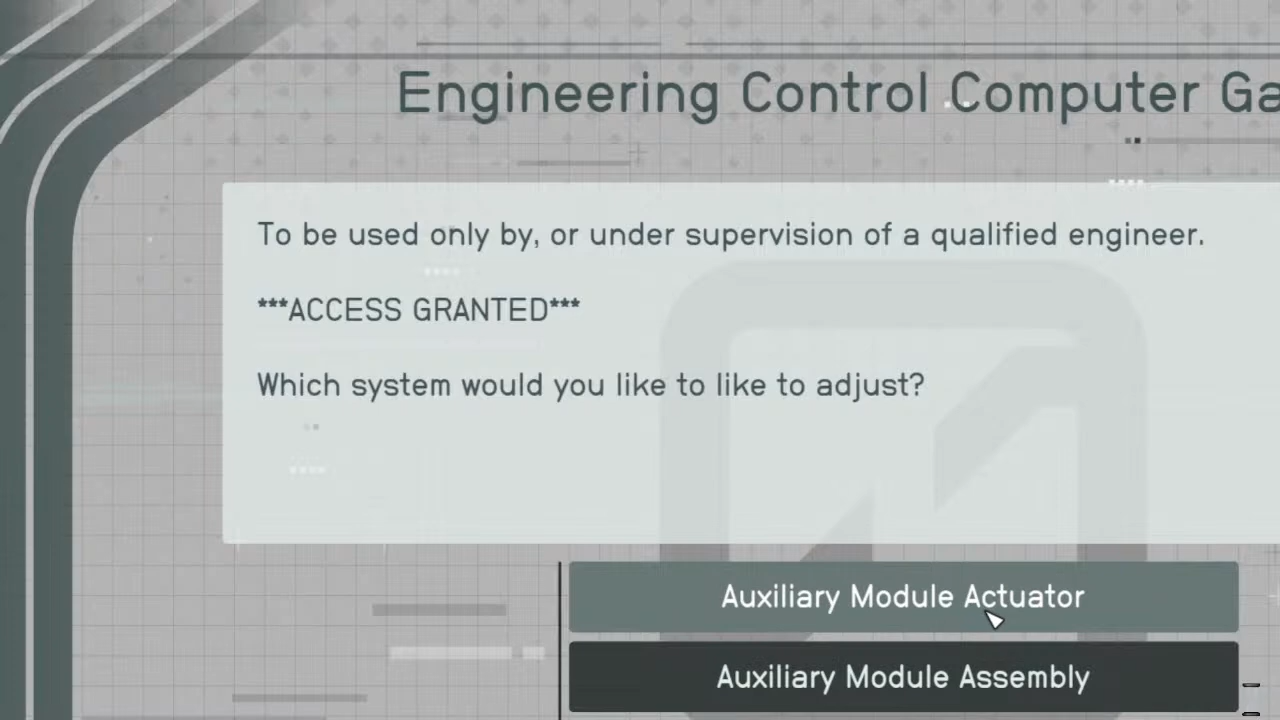 Engineering Control Computer Ga
To be used only by, or under supervision of a qualified engineer.
***ACCESS GRANTED***
Which system would you like to like to adjust?
Auxiliary Module Actuator
Auxiliary Module Assembly